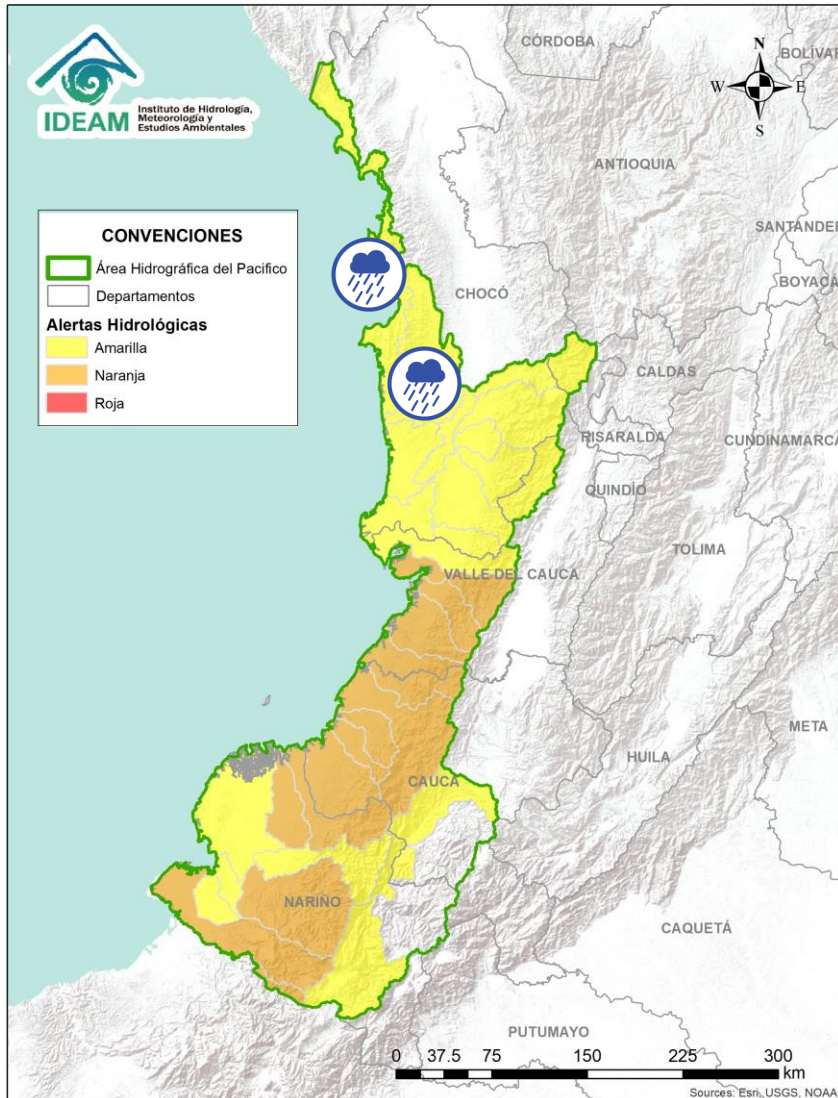 IDEAM
Instituto de Hidrología,
Meteorología y
Estudios Ambientales
CÓRDOBA
BOLÍVAR
N
W
E
S
ANTIOQUIA
SANTANDER
BOYACÁ
CONVENCIONES
Área Hidrográfica del Pacifico
Departamentos
Alertas Hidrológicas
Amarilla
Naranja
Roja
CHOCÓ
CALDAS
RISARALDA
CUNDINAMARCA
QUINDÍO
TOLIMA
VALLE DEL CAUCA
META
HUILA
CAUCA
NARIÑO
CAQUETÁ
PUTUMAYO
0 37.5 75 150 225 300
km
Sources: Esri, USGS, NOAA